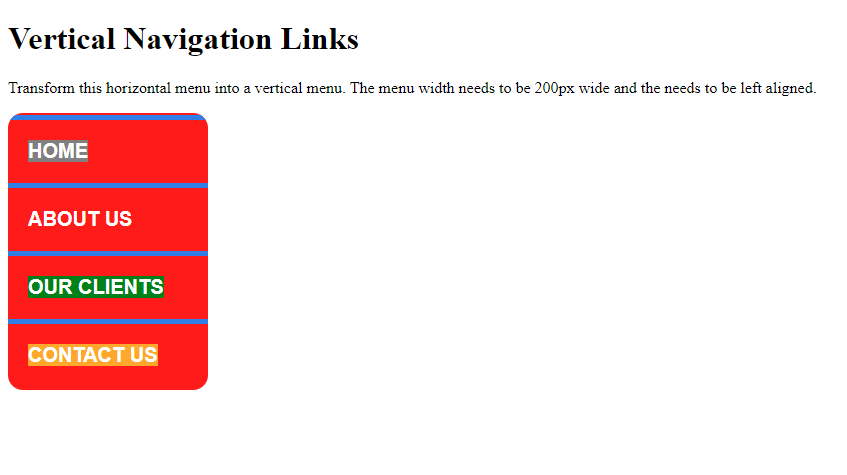 Vertical Navigation Links
Transform this horizontal menu into a vertical menu. The menu width needs to be 200px wide and the needs to be left aligned.
HOME
ABOUT US
OUR CLIENTS
CONTACT US